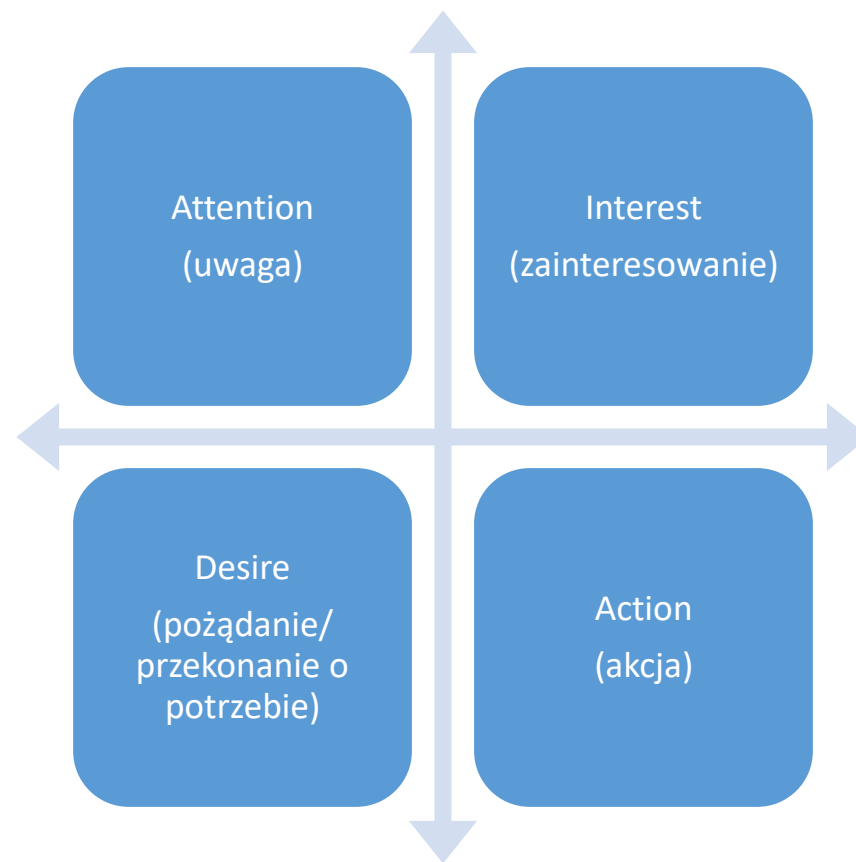 Attention
(uwaga)
Interest
(zainteresowanie)
Desire
(pożądanie/
przekonanie o
potrzebie)
Action
(akcja)